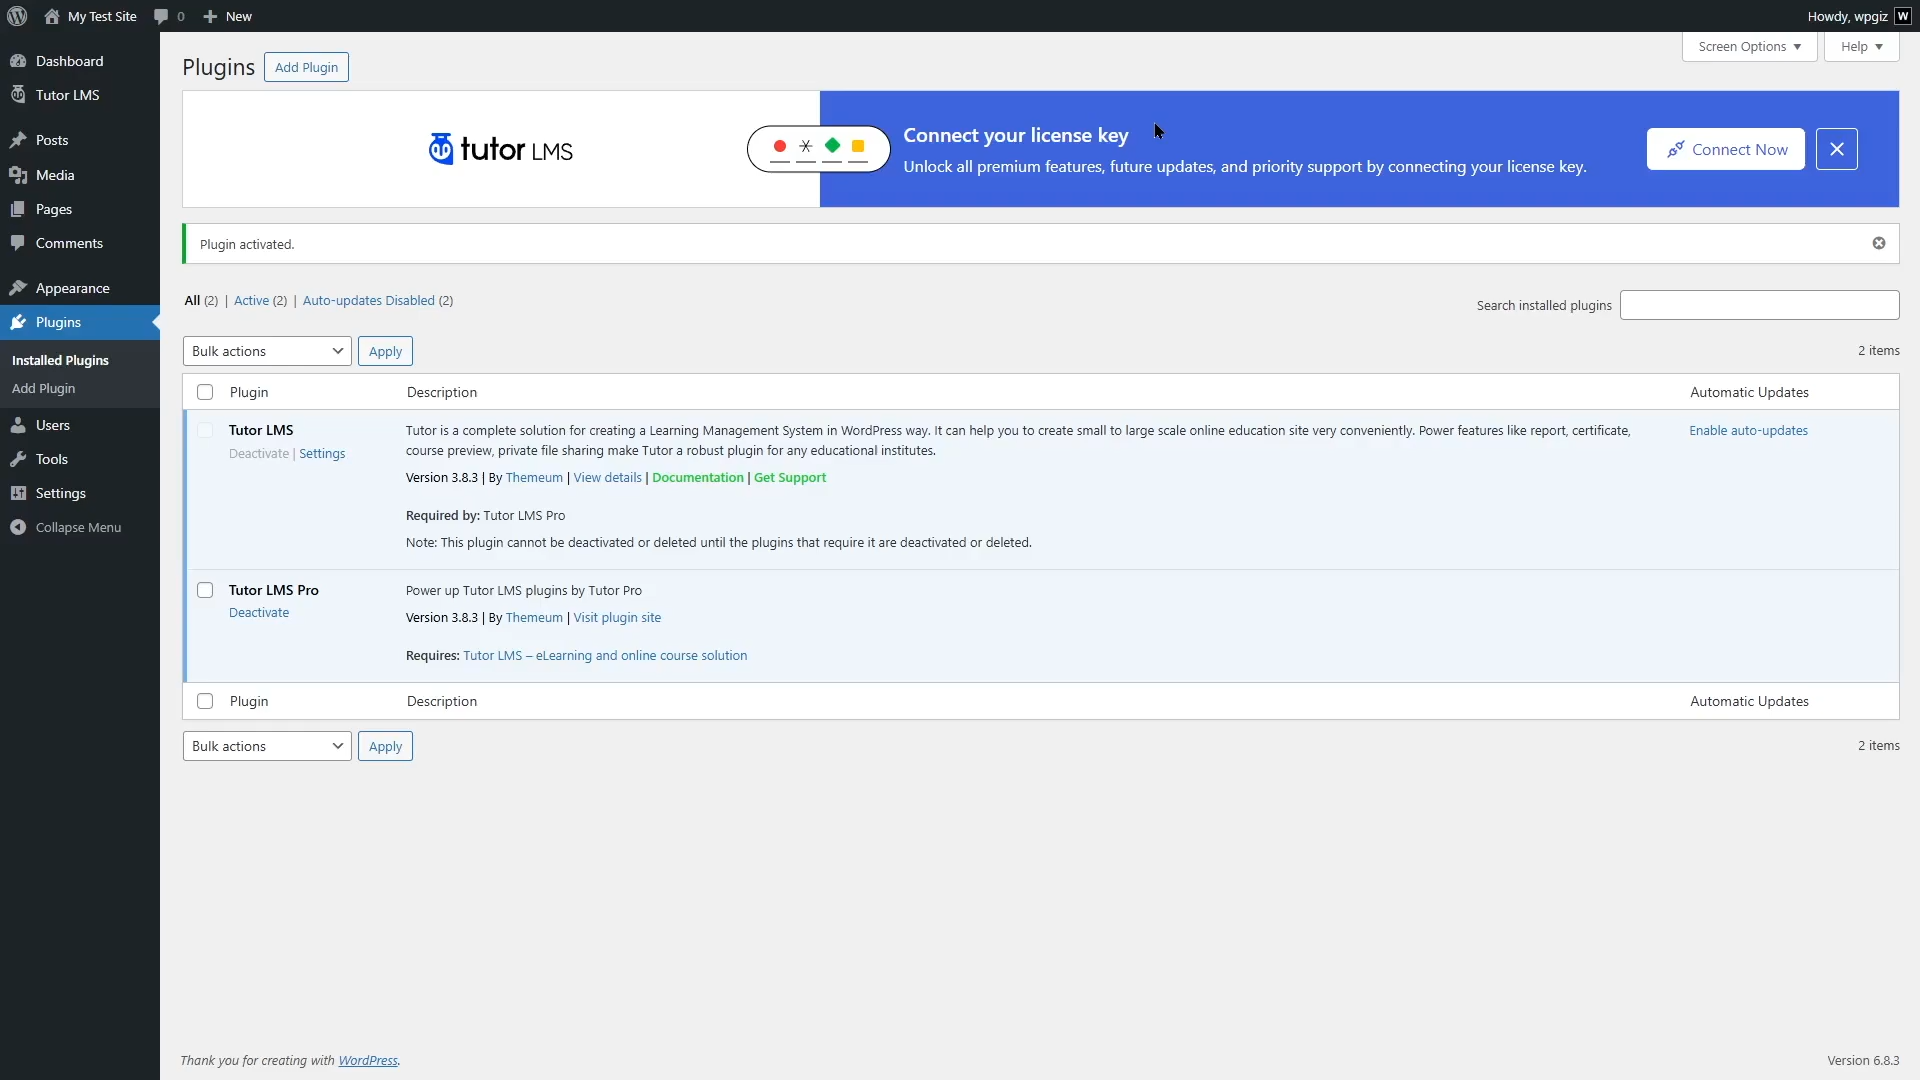 My Test Site 0 New Howdy, wpgiz W
Dashboard
Tutor LMS
Posts
Media
Pages
Comments
Appearance
Plugins
Installed Plugins
Add Plugin
Users
Tools
Settings
Collapse Menu
Screen Options Help
Plugins Add Plugin
tutor LMS
Connect your license key
Unlock all premium features, future updates, and priority support by connecting your license key.
Connect Now
Plugin activated.
All (2) | Active (2) | Auto-updates Disabled (2)
Search installed plugins
Bulk actions Apply 2 items
Plugin Description Automatic Updates
Tutor LMS
Deactivate | Settings
Tutor is a complete solution for creating a Learning Management System in WordPress way. It can help you to create small to large scale online education site very conveniently. Power features like report, certificate,
course preview, private file sharing make Tutor a robust plugin for any educational institutes.
Version 3.8.3 | By Themeum | View details | Documentation | Get Support
Required by: Tutor LMS Pro
Note: This plugin cannot be deactivated or deleted until the plugins that require it are deactivated or deleted.
Enable auto-updates
Tutor LMS Pro
Deactivate
Power up Tutor LMS plugins by Tutor Pro
Version 3.8.3 | By Themeum | Visit plugin site
Requires: Tutor LMS – eLearning and online course solution
Plugin Description Automatic Updates
Bulk actions Apply 2 items
Thank you for creating with WordPress. Version 6.8.3